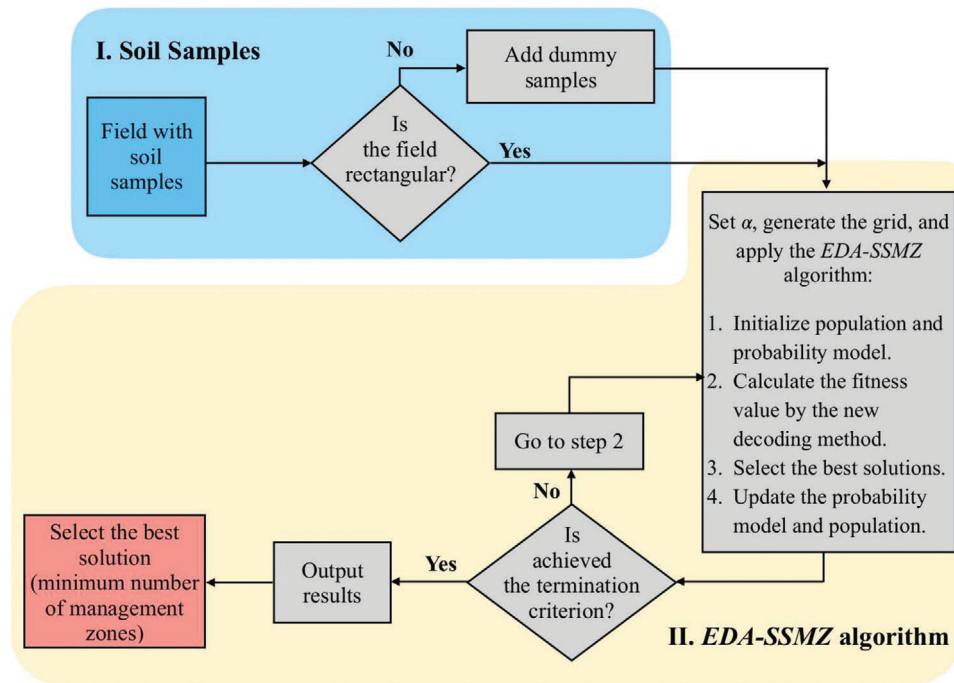 I. Soil Samples
No
Add dummy
samples
Field with
soil
samples
Is
the field
rectangular?
Yes
Set α, generate the grid, and
apply the EDA-SSMZ
algorithm:
1. Initialize population and
probability model.
2. Calculate the fitness
value by the new
decoding method.
3. Select the best solutions.
4. Update the probability
model and population.
Go to step 2
No
Is
achieved
the termination
criterion?
Yes
Output
results
Select the best
solution
(minimum number
of management
zones)
II. EDA-SSMZ algorithm